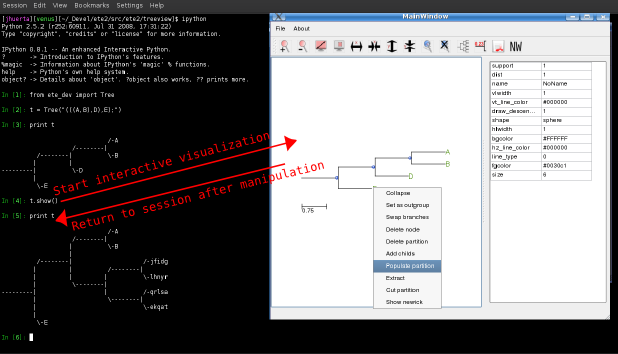 Session Edit View Bookmarks Settings Help
[jhuerta][venus][~/_Devel/ete2/src/ete2/treeview]$ ipython
Python 2.5.2 (r252:60911, Jul 31 2008, 17:31:22)
Type "copyright", "credits" or "license" for more information.
IPython 0.8.1 -- An enhanced Interactive Python.
? -> Introduction to IPython's features.
%magic -> Information about IPython's 'magic' % functions.
help -> Python's own help system.
object? -> Details about 'object'. ?object also works, ?? prints more.
In [1]: from ete_dev import Tree
In [2]: t = Tree("(((A,B),D),E);")
In [3]: print t
/-A
/--------|
/--------| \-B
| |
---------| \-D
|
\-E
In [4]: t.show()
In [5]: print t
/-A
/--------|
| \-B
/--------| /-jfidg
| | /--------|
| | | \-lhnyr
---------| \--------|
| | /-qrlsa
| \--------|
| \-ekqat
|
\-E
In [6]:
Start interactive visualization
Return to session after manipulation
MainWindow
File About
NW
A
B
D
0.75
Collapse
Set as outgroup
Swap branches
Delete node
Delete partition
Add childs
Populate partition
Extract
Cut partition
Show newick
support 1
dist 1
name NoName
vlwidth 1
vt_line_color #000000
draw_descen... 1
shape sphere
hlwidth 1
bgcolor #FFFFFF
hz_line_color #000000
line_type 0
fgcolor #0030c1
size 6